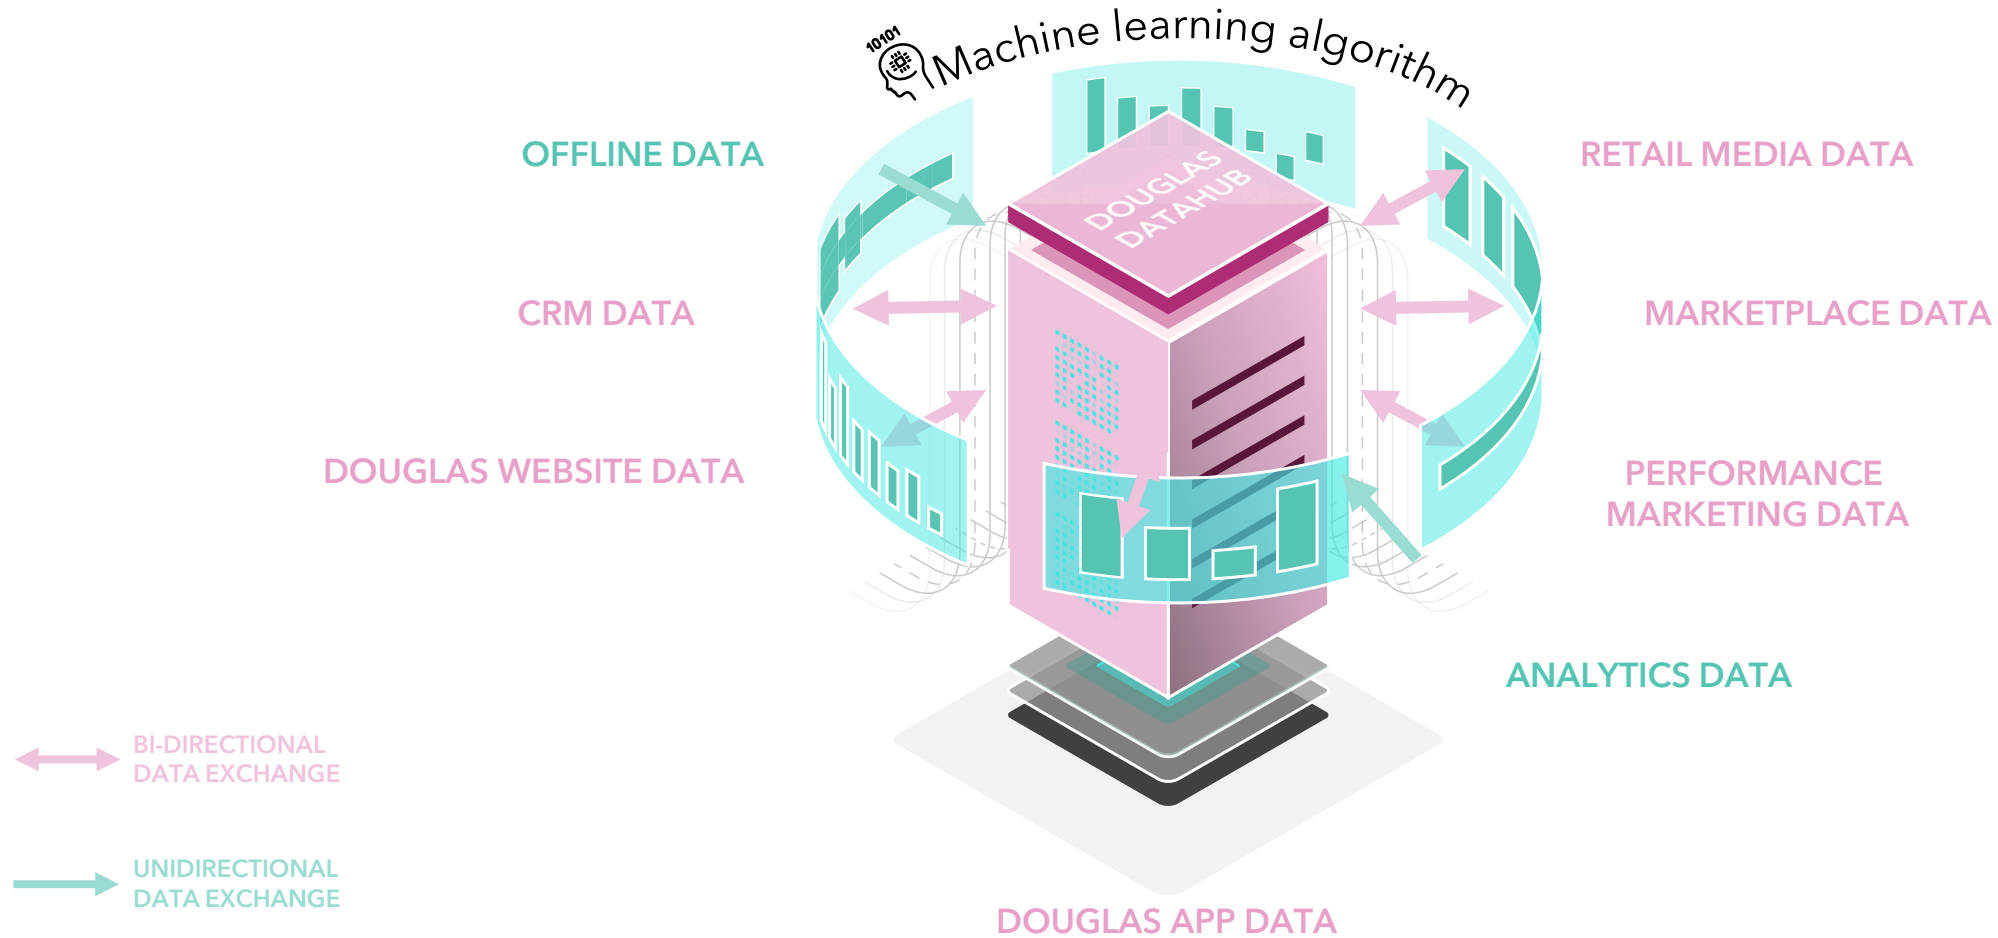 10101
Machine learning algorithm
OFFLINE DATA
RETAIL MEDIA DATA
DOUGLAS
DATAHUB
CRM DATA
MARKETPLACE DATA
DOUGLAS WEBSITE DATA
PERFORMANCE
MARKETING DATA
ANALYTICS DATA
BI-DIRECTIONAL
DATA EXCHANGE
UNIDIRECTIONAL
DATA EXCHANGE
DOUGLAS APP DATA